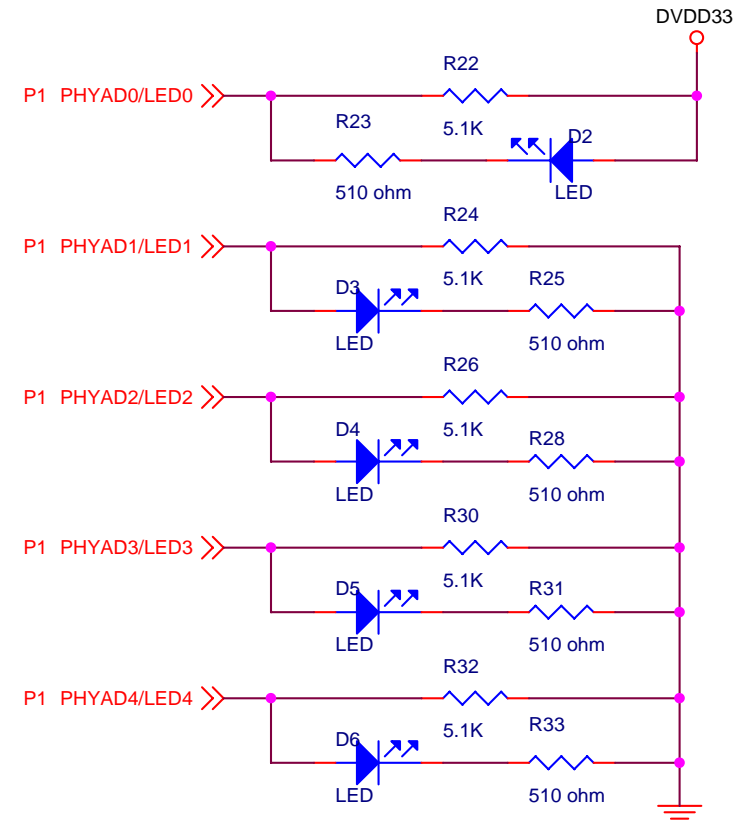 DVDD33
R22
P1 PHYAD0/LED0
5.1K
R23
D2
510 ohm
LED
R24
P1 PHYAD1/LED1
5.1K
D3
R25
LED
510 ohm
R26
P1 PHYAD2/LED2
5.1K
D4
R28
LED
510 ohm
R30
P1 PHYAD3/LED3
5.1K
D5
R31
LED
510 ohm
R32
P1 PHYAD4/LED4
5.1K
D6
R33
LED
510 ohm